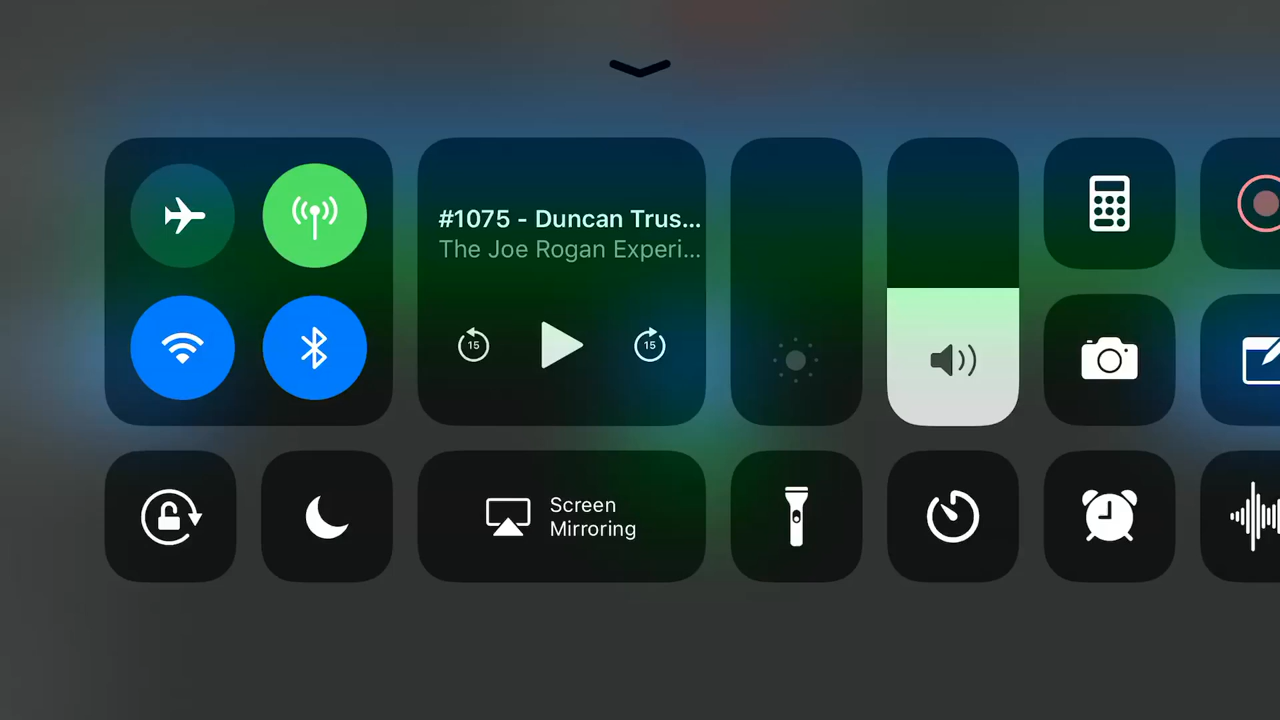 #1075 - Duncan Trus...
The Joe Rogan Experi...
15
15
Screen
Mirroring